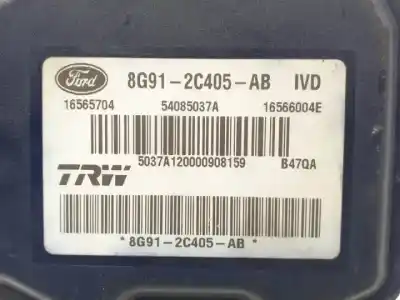 Ford 8G91-2C405-AB IVD
16565704 54085037A 16566004E
5037A120000908159 B47QA
TRW
*8G91-2C405-AB*